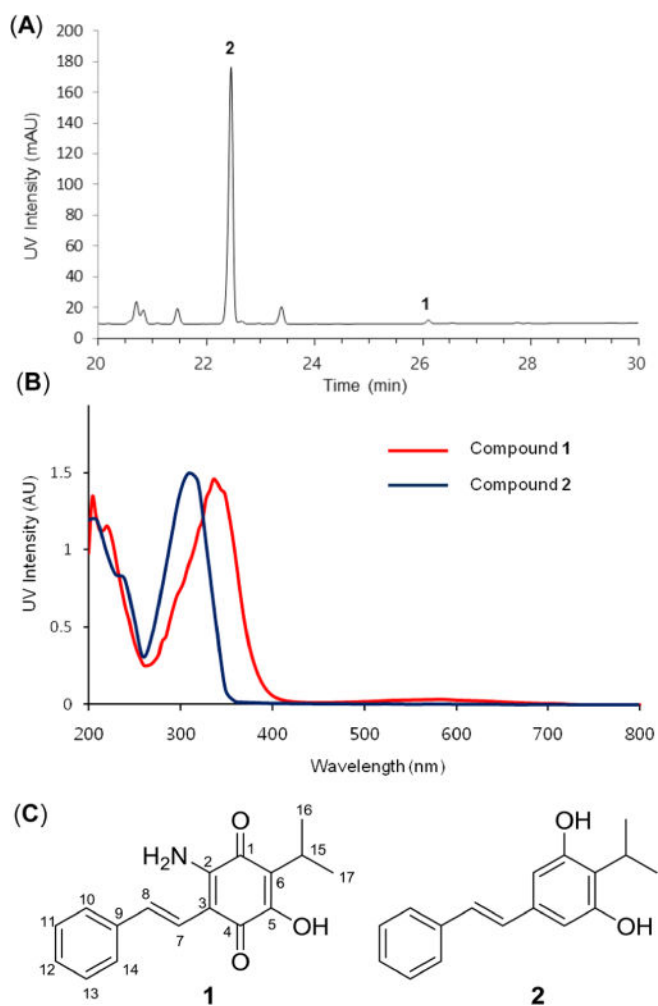 (A)
200
180
160
140
120
100
80
60
40
20
0
UV Intensity (mAU)
2
1
20 22 24 26 28 30
Time (min)
(B)
1.5
1
0.5
0
UV Intensity (AU)
Compound 1
Compound 2
200 300 400 500 600 700 800
Wavelength (nm)
(C)
O
16
H₂N
1
15
2
17
8
3
6
10
9
4
5
OH
11
7
12
14
O
13
1
OH
OH
2